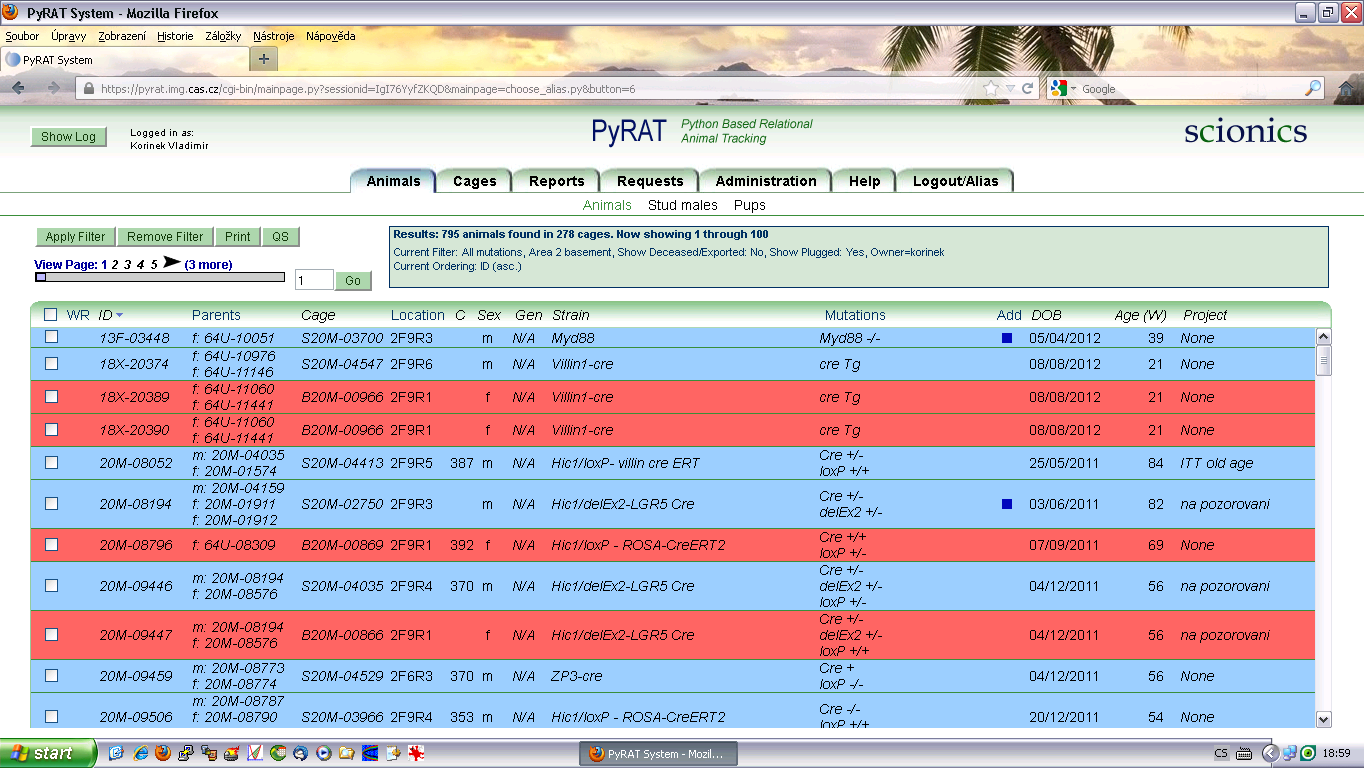 PyRAT System - Mozilla Firefox
Soubor Úpravy Zobrazení Historie Záložky Nástroje Nápověda
PyRAT System +
https://pyrat.img.cas.cz/cgi-bin/mainpage.py?sessionid=IgI76YyfZKQD&mainpage=choose_alias.py&button=6 Google
Show Log
Logged in as:
Korinek Vladimir
PyRAT
Python Based Relational
Animal Tracking
scionics
Animals Cages Reports Requests Administration Help Logout/Alias
Animals Stud males Pups
Apply Filter Remove Filter Print QS
View Page: 1 2 3 4 5 (3 more)
1 Go
Results: 795 animals found in 278 cages. Now showing 1 through 100
Current Filter: All mutations, Area 2 basement, Show Deceased/Exported: No, Show Plugged: Yes, Owner=korinek
Current Ordering: ID (asc.)
WR ID Parents Cage Location C Sex Gen Strain Mutations Add DOB Age (W) Project
13F-03448 f: 64U-10051 S20M-03700 2F9R3 m N/A Myd88 Myd88 -/- 05/04/2012 39 None
f: 64U-10976
18X-20374 S20M-04547 2F9R6 m N/A Villin1-cre cre Tg 08/08/2012 21 None
f: 64U-11146
f: 64U-11060
18X-20389 B20M-00966 2F9R1 f N/A Villin1-cre cre Tg 08/08/2012 21 None
f: 64U-11441
f: 64U-11060
18X-20390 B20M-00966 2F9R1 f N/A Villin1-cre cre Tg 08/08/2012 21 None
f: 64U-11441
m: 20M-04035 Cre +/-
20M-08052 S20M-04413 2F9R5 387 m N/A Hic1/loxP- villin cre ERT 25/05/2011 84 ITT old age
f: 20M-01574 loxP +/+
m: 20M-04159 Cre +/-
20M-08194 f: 20M-01911 S20M-02750 2F9R3 m N/A Hic1/delEx2-LGR5 Cre 03/06/2011 82 na pozorovani
f: 20M-01912 delEx2 +/-
Cre +/+
20M-08796 f: 64U-08309 B20M-00869 2F9R1 392 f N/A Hic1/loxP - ROSA-CreERT2 07/09/2011 69 None
loxP +/-
m: 20M-08194 Cre +/-
20M-09446 S20M-04035 2F9R4 370 m N/A Hic1/delEx2-LGR5 Cre delEx2 +/- 04/12/2011 56 na pozorovani
f: 20M-08576 loxP +/-
m: 20M-08194 Cre +/-
20M-09447 B20M-00866 2F9R1 f N/A Hic1/delEx2-LGR5 Cre delEx2 +/- 04/12/2011 56 na pozorovani
f: 20M-08576 loxP +/+
m: 20M-08773 Cre +
20M-09459 S20M-04529 2F6R3 370 m N/A ZP3-cre 04/12/2011 56 None
f: 20M-08774 loxP -/-
m: 20M-08787 Cre -/-
20M-09506 f: 20M-08790 S20M-03966 2F9R4 353 m N/A Hic1/loxP - ROSA-CreERT2 20/12/2011 54 None
loxP +/+
start PyRAT System - Mozil... CS 18:59